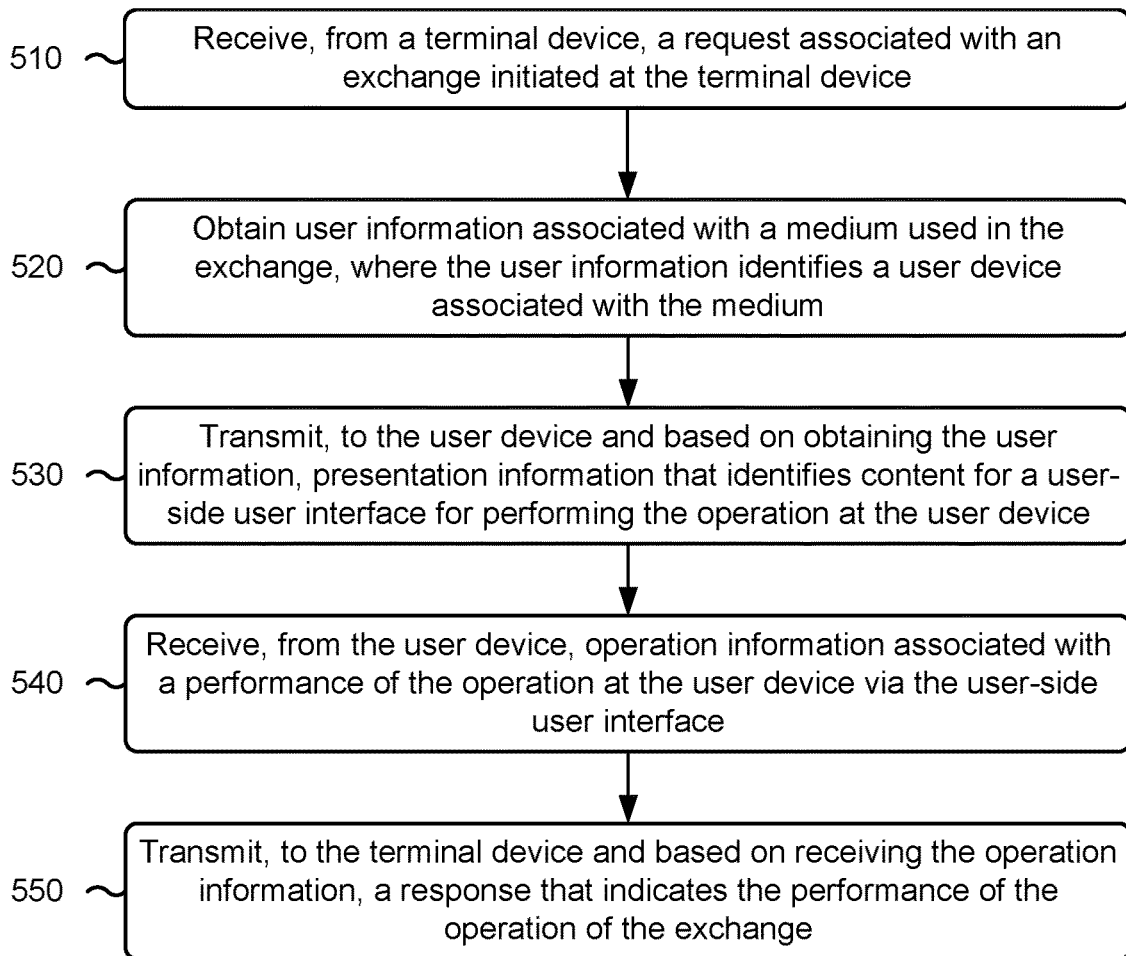 510
Receive, from a terminal device, a request associated with an
exchange initiated at the terminal device
520
Obtain user information associated with a medium used in the
exchange, where the user information identifies a user device
associated with the medium
530
Transmit, to the user device and based on obtaining the user
information, presentation information that identifies content for a user-
side user interface for performing the operation at the user device
540
Receive, from the user device, operation information associated with
a performance of the operation at the user device via the user-side
user interface
550
Transmit, to the terminal device and based on receiving the operation
information, a response that indicates the performance of the
operation of the exchange